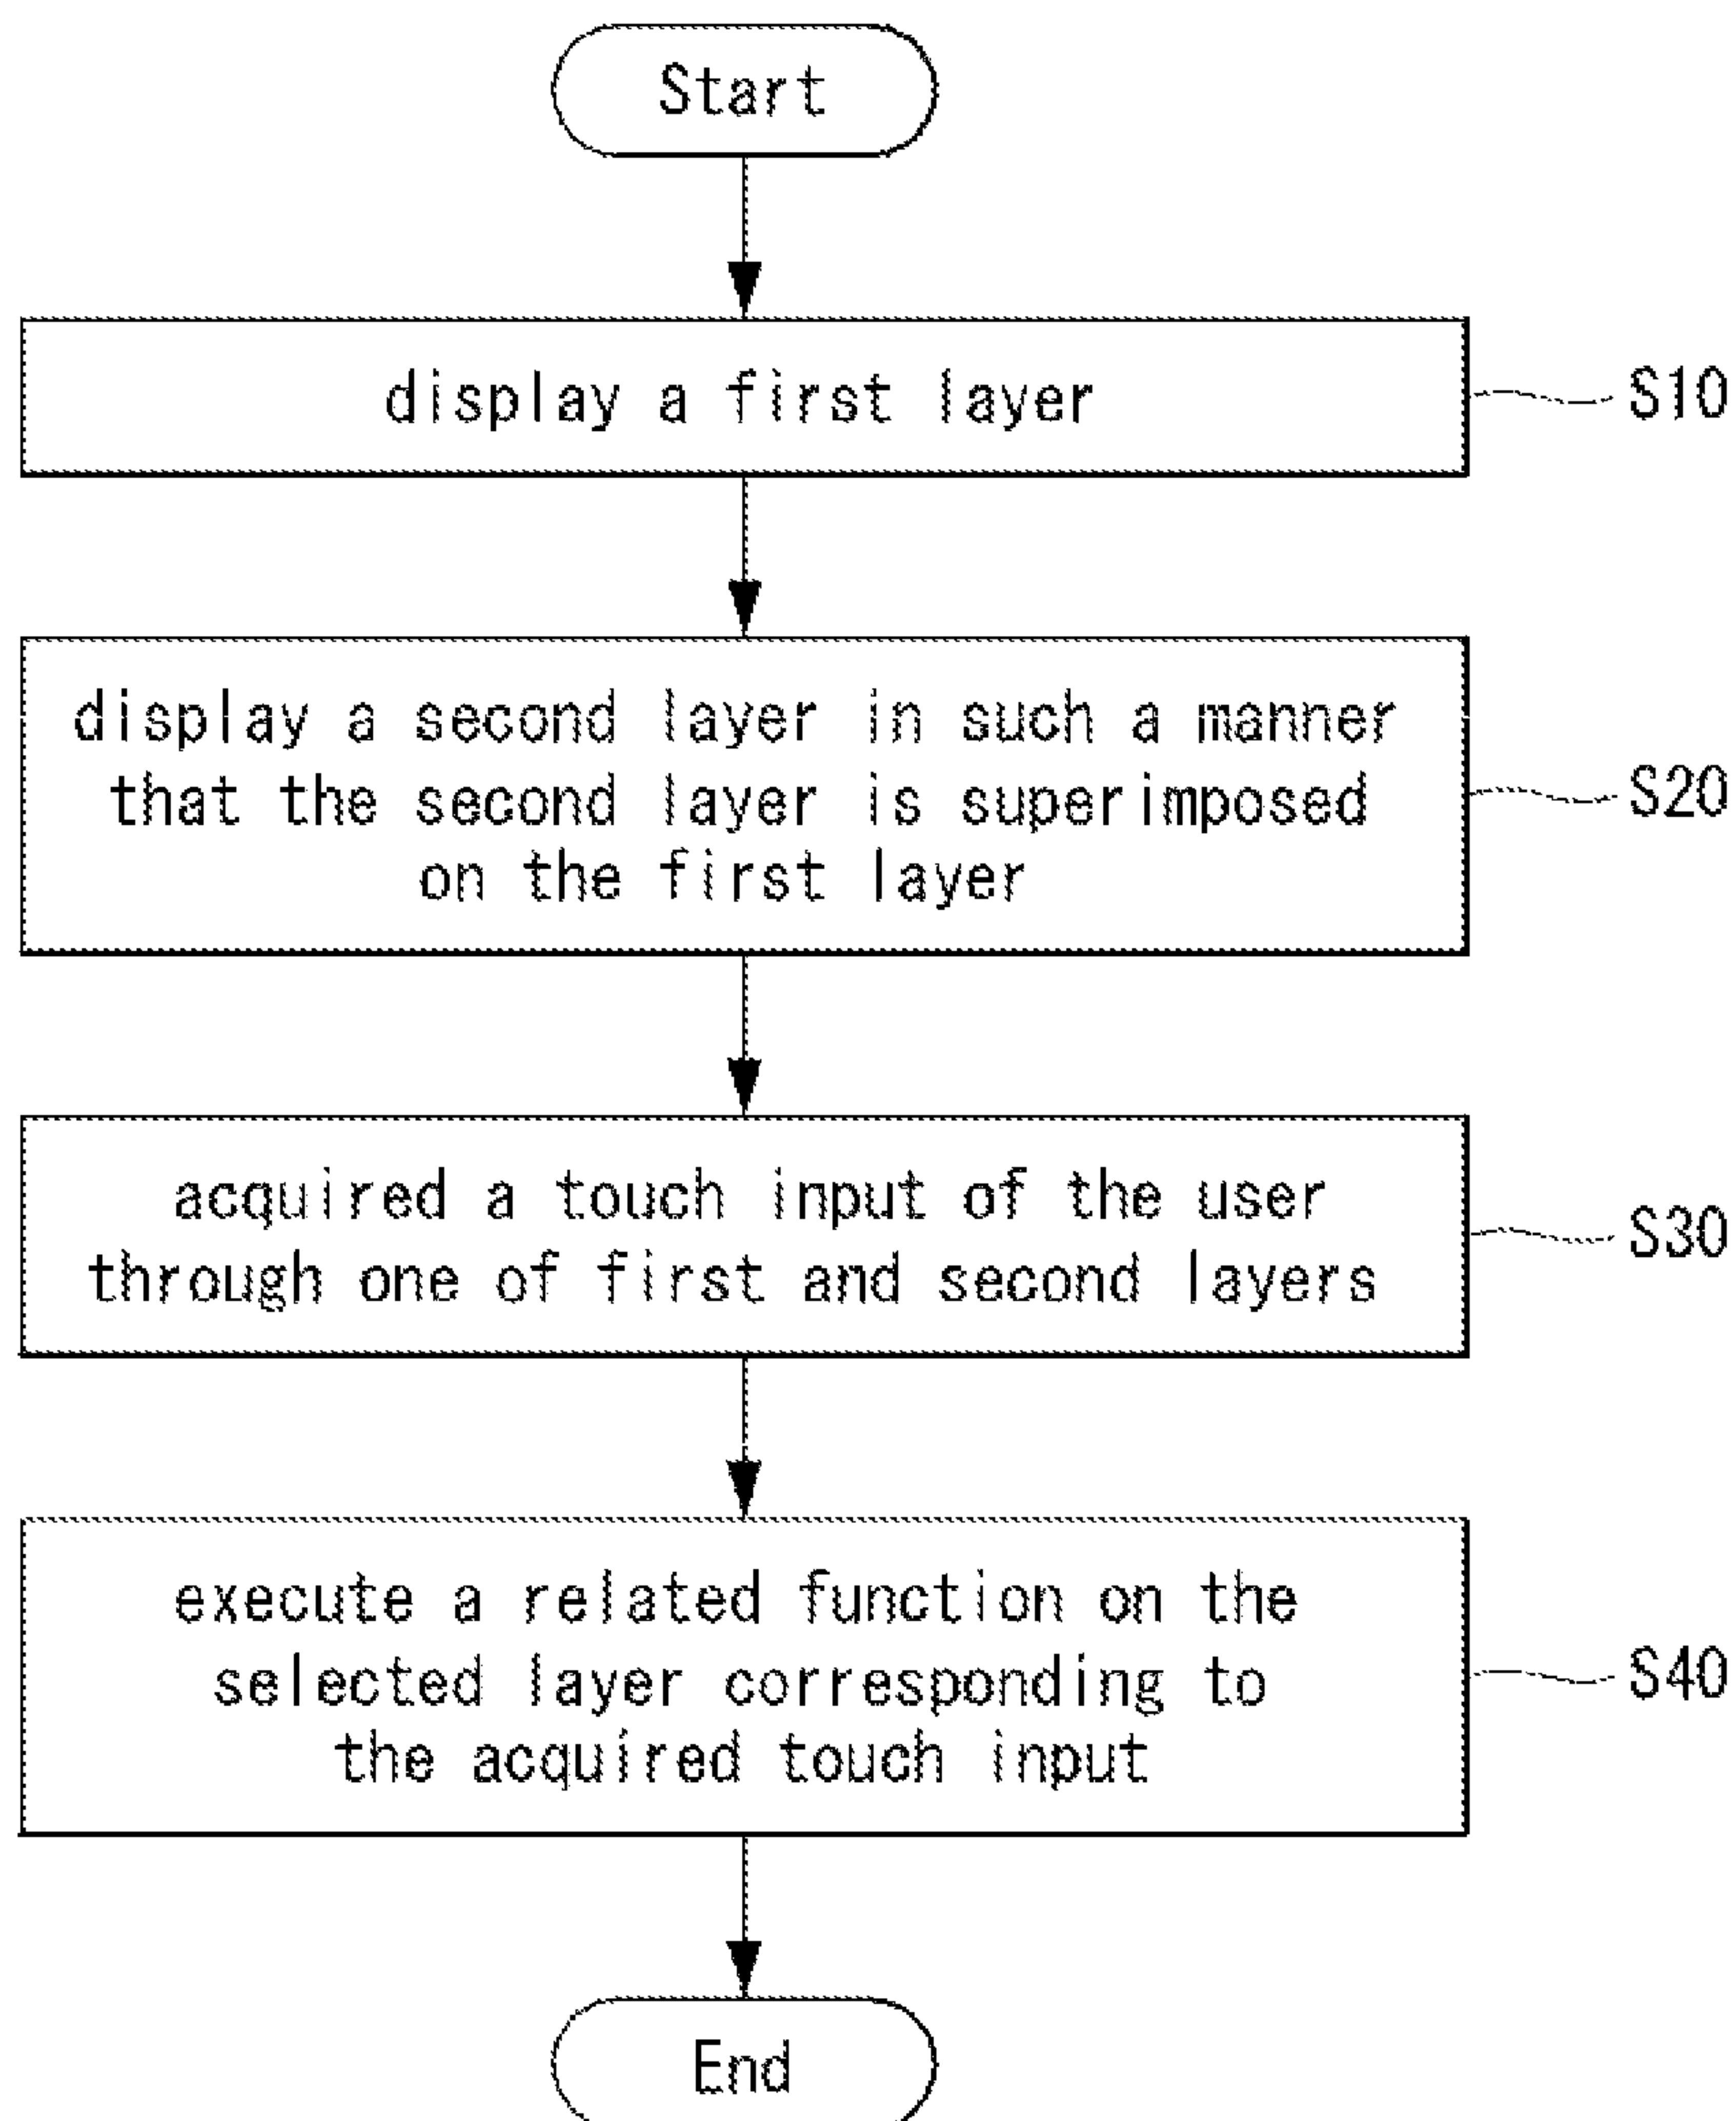 Start
display a first layer
S10
display a second layer in such a manner
that the second layer is superimposed
on the first layer
S20
acquired a touch input of the user
through one of first and second layers
S30
execute a related function on the
selected layer corresponding to
the acquired touch input
S40
End